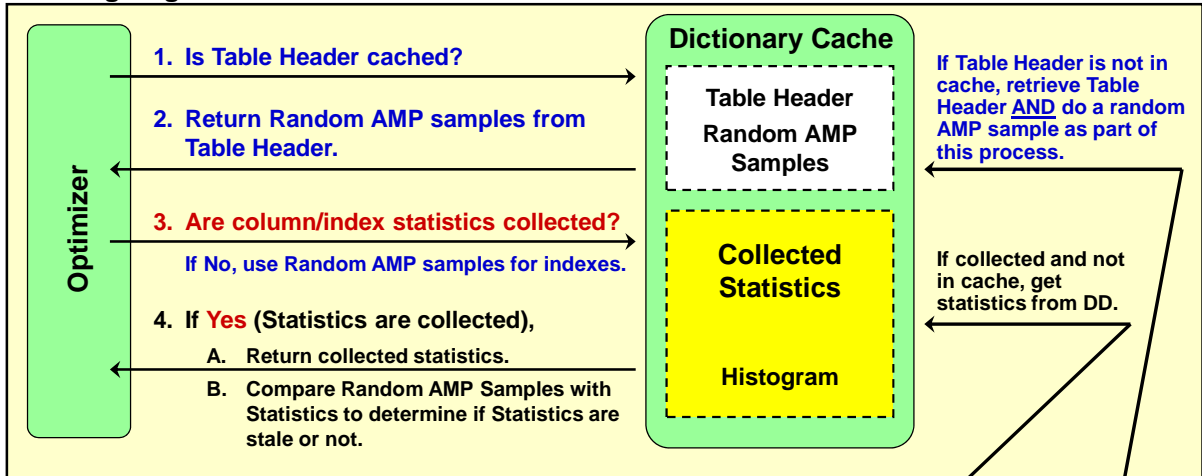 Optimizer
1. Is Table Header cached?
2. Return Random AMP samples from
Table Header.
3. Are column/index statistics collected?
If No, use Random AMP samples for indexes.
4. If Yes (Statistics are collected),
A. Return collected statistics.
B. Compare Random AMP Samples with
Statistics to determine if Statistics are
stale or not.
Dictionary Cache
Table Header
Random AMP
Samples
Collected
Statistics
Histogram
If Table Header is not in
cache, retrieve Table
Header AND do a random
AMP sample as part of
this process.
If collected and not
in cache, get
statistics from DD.